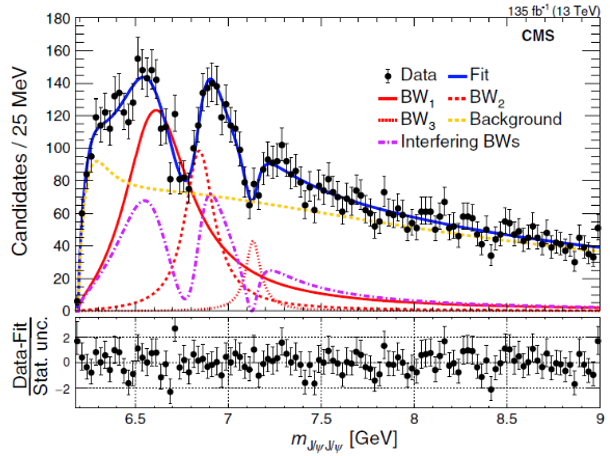 135 fb⁻¹ (13 TeV)
CMS
Data Fit
BW₁ BW₂
BW₃ Background
Interfering BWs
Candidates / 25 MeV
180
160
140
120
100
80
60
40
20
0
Data-Fit
Stat. unc.
2
0
−2
6.5 7 7.5 8 8.5 9
m_J/ψJ/ψ [GeV]